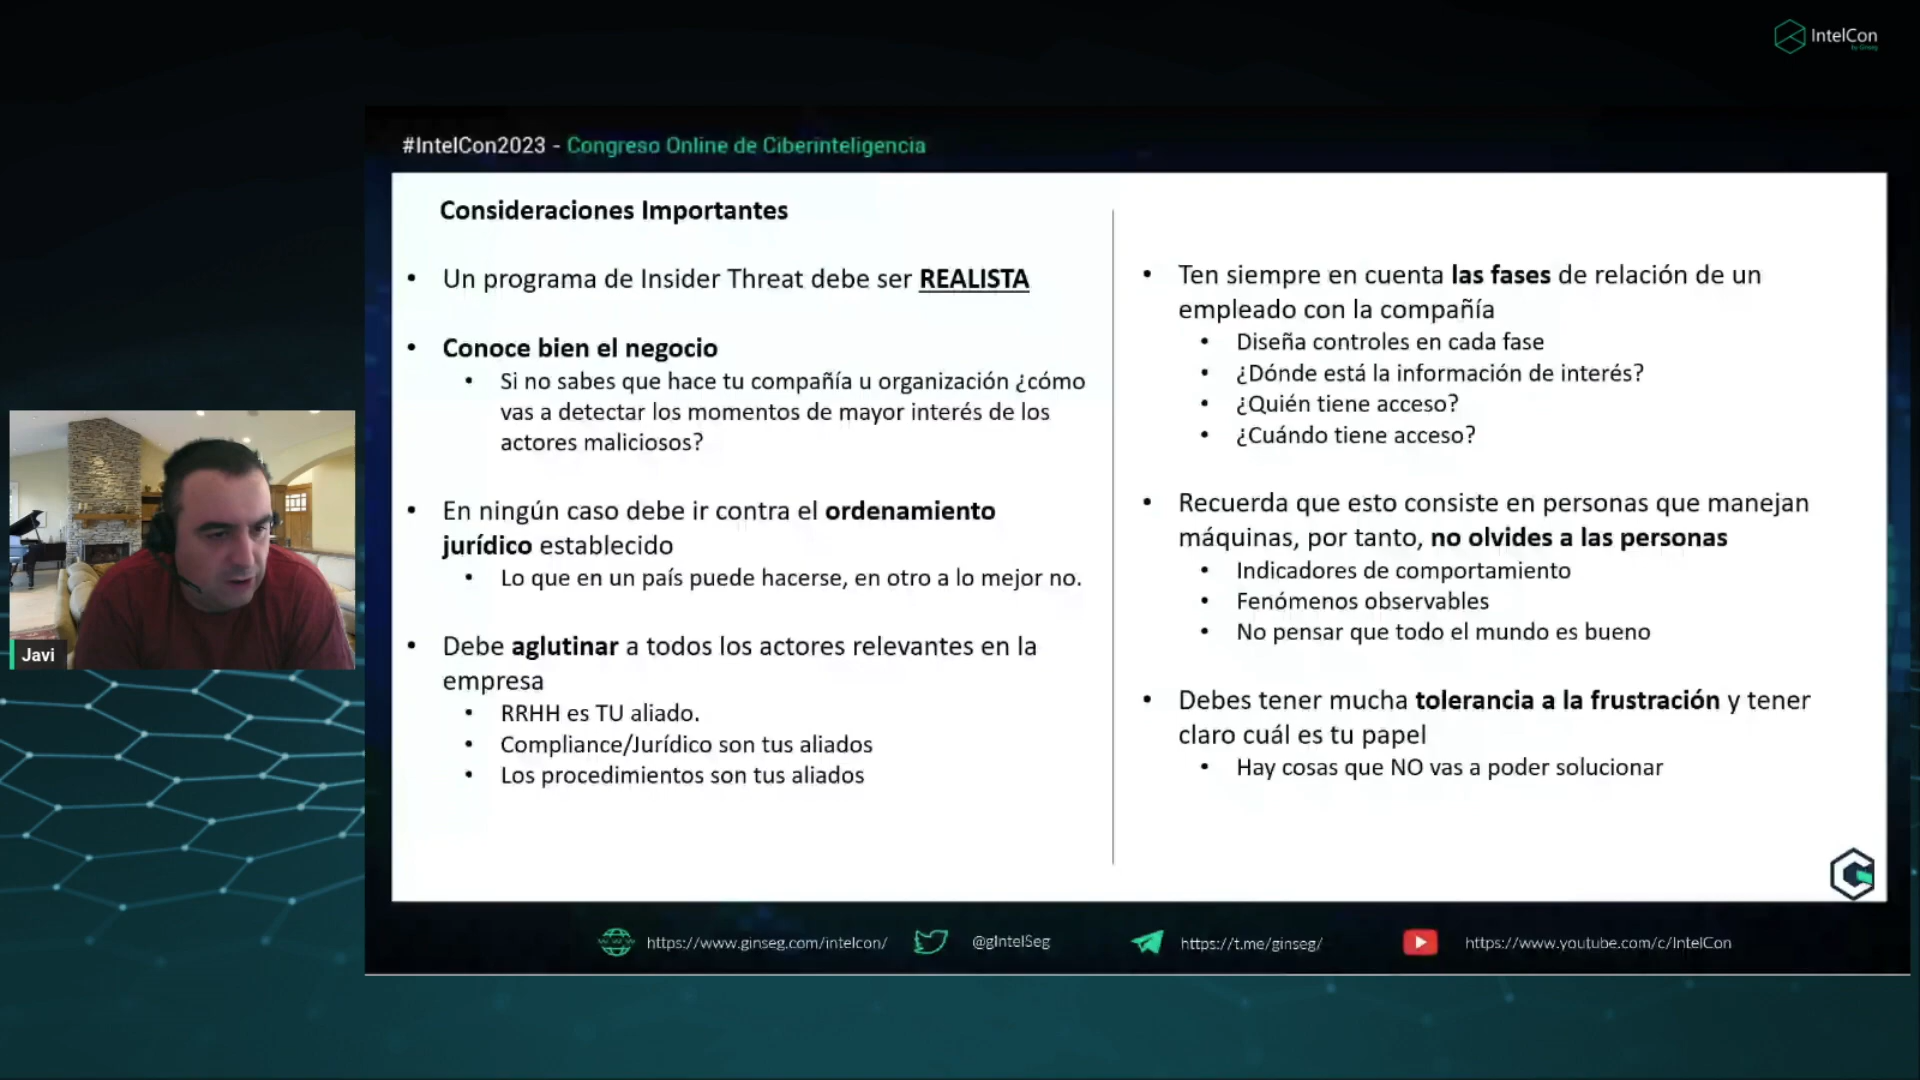 IntelCon
#IntelCon2023 - Congreso Online de Ciberinteligencia
Consideraciones Importantes
• Un programa de Insider Threat debe ser REALISTA
• Conoce bien el negocio
• Si no sabes que hace tu compañía u organización ¿cómo
vas a detectar los momentos de mayor interés de los
actores maliciosos?
• En ningún caso debe ir contra el ordenamiento
jurídico establecido
• Lo que en un país puede hacerse, en otro a lo mejor no.
• Debe aglutinar a todos los actores relevantes en la
empresa
• RRHH es TU aliado.
• Compliance/Jurídico son tus aliados
• Los procedimientos son tus aliados
• Ten siempre en cuenta las fases de relación de un
empleado con la compañía
• Diseña controles en cada fase
• ¿Dónde está la información de interés?
• ¿Quién tiene acceso?
• ¿Cuándo tiene acceso?
• Recuerda que esto consiste en personas que manejan
máquinas, por tanto, no olvides a las personas
• Indicadores de comportamiento
• Fenómenos observables
• No pensar que todo el mundo es bueno
• Debes tener mucha tolerancia a la frustración y tener
claro cuál es tu papel
• Hay cosas que NO vas a poder solucionar
Javi
https://www.ginseg.com/intelcon/
@gIntelSeg
https://t.me/ginseg/
https://www.youtube.com/c/IntelCon